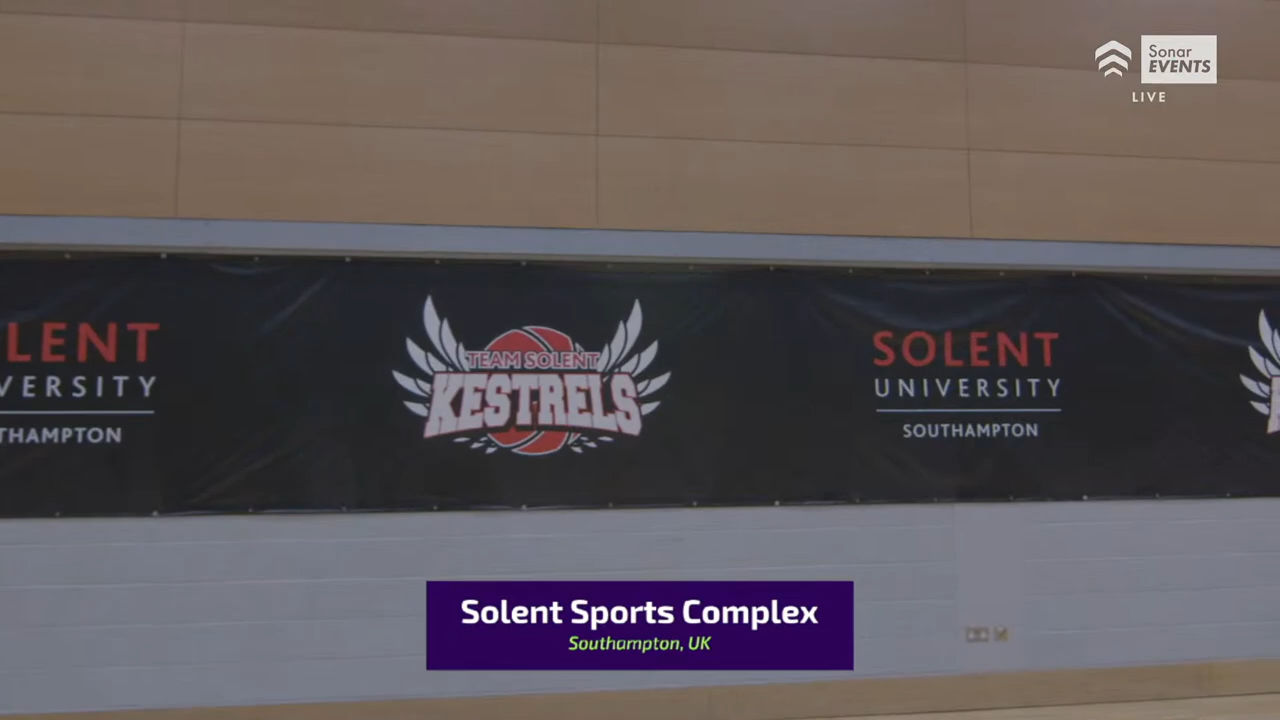 Sonar
EVENTS
LIVE
LENT
VERSITY
THAMPTON
TEAM SOLENT
KESTRELS
SOLENT
UNIVERSITY
SOUTHAMPTON
Solent Sports Complex
Southampton, UK